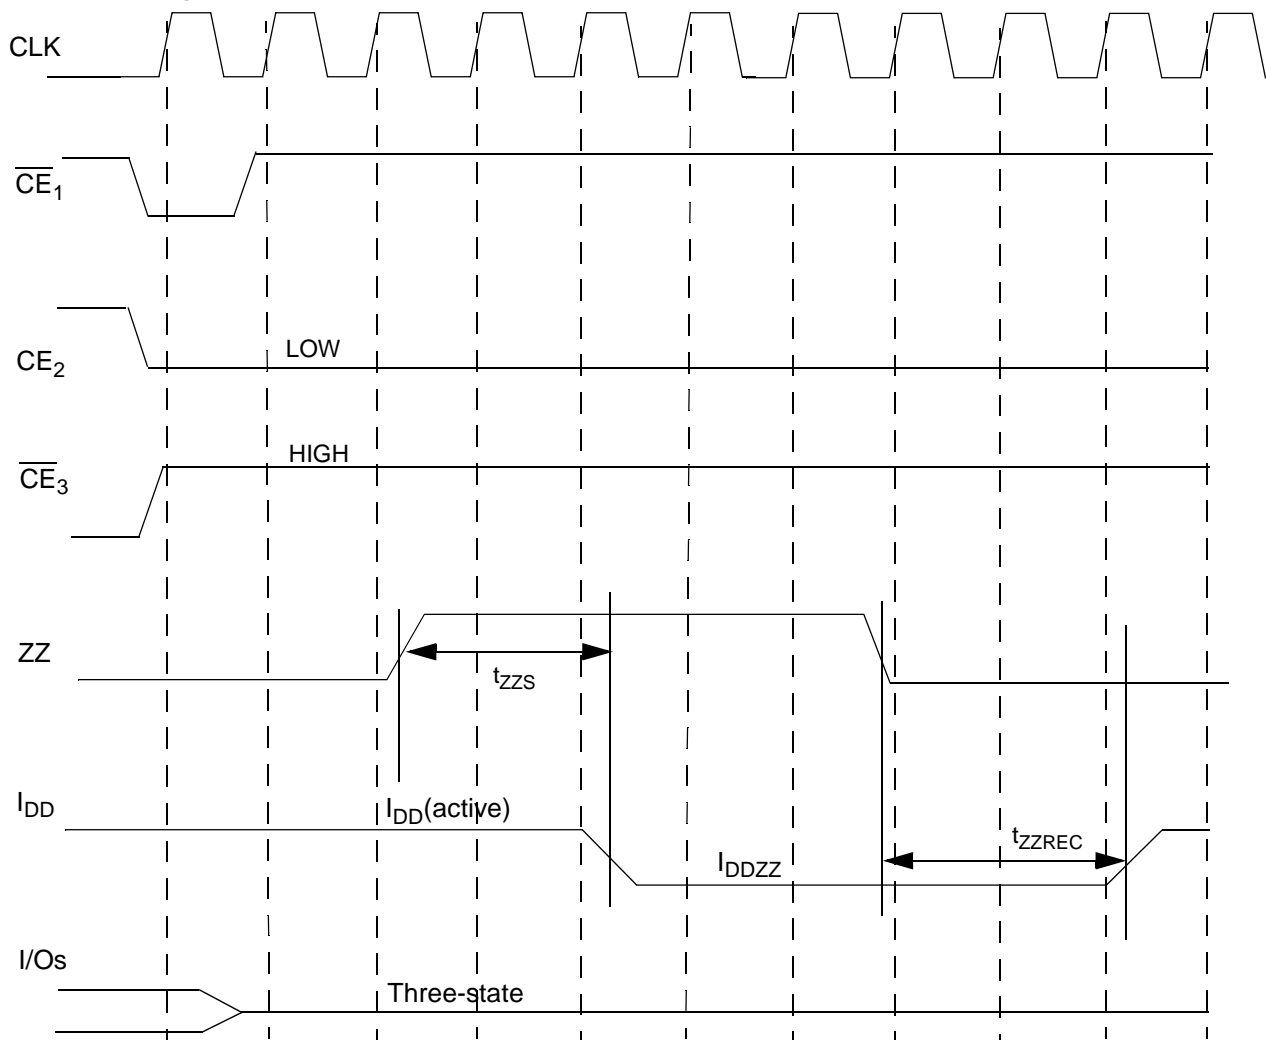 CLK
CE1
LOW
CE2
HIGH
CE3
ZZ
tZZS
IDD
IDD(active)
tZZREC
IDDZZ
I/Os
Three-state